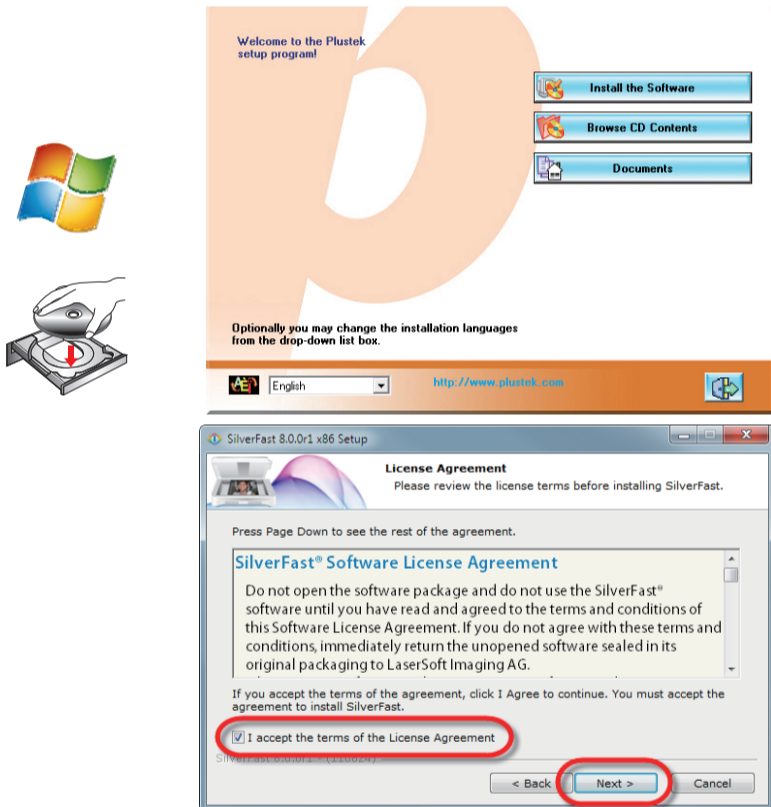 Welcome to the Plustek
setup program!
Install the Software
Browse CD Contents
Documents
Optionally you may change the installation languages
from the drop-down list box.
English
http://www.plustek.com
SilverFast 8.0.0r1 x86 Setup
License Agreement
Please review the license terms before installing SilverFast.
Press Page Down to see the rest of the agreement.
SilverFast® Software License Agreement
Do not open the software package and do not use the SilverFast®
software until you have read and agreed to the terms and conditions of
this Software License Agreement. If you do not agree with these terms and
conditions, immediately return the unopened software sealed in its
original packaging to LaserSoft Imaging AG.
If you accept the terms of the agreement, click I Agree to continue. You must accept the
agreement to install SilverFast.
I accept the terms of the License Agreement
SilverFast 8.0.0r1 - (110824)
< Back
Next >
Cancel